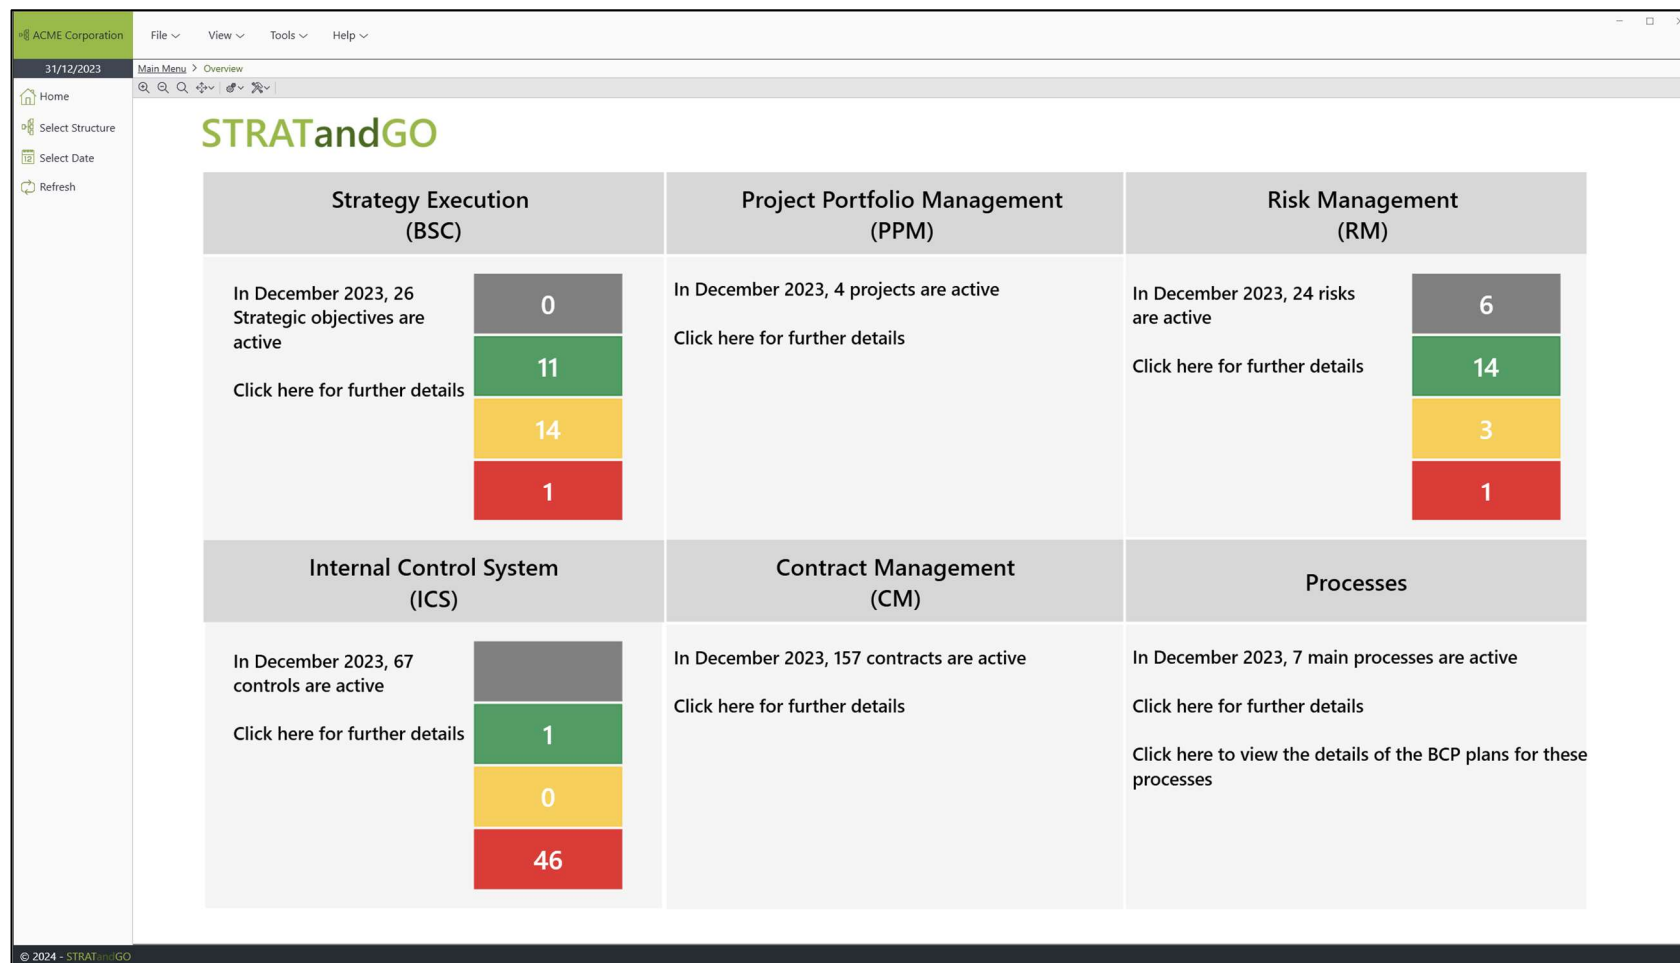 ACME Corporation
File View Tools Help
31/12/2023
Main Menu > Overview
Home
Select Structure
Select Date
Refresh
STRATandGO
Strategy Execution
(BSC)
In December 2023, 26
Strategic objectives are
active
Click here for further details
0
11
14
1
Project Portfolio Management
(PPM)
In December 2023, 4 projects are active
Click here for further details
Risk Management
(RM)
In December 2023, 24 risks
are active
Click here for further details
6
14
3
1
Internal Control System
(ICS)
In December 2023, 67
controls are active
Click here for further details
1
0
46
Contract Management
(CM)
In December 2023, 157 contracts are active
Click here for further details
Processes
In December 2023, 7 main processes are active
Click here for further details
Click here to view the details of the BCP plans for these
processes
© 2024 - STRATandGO